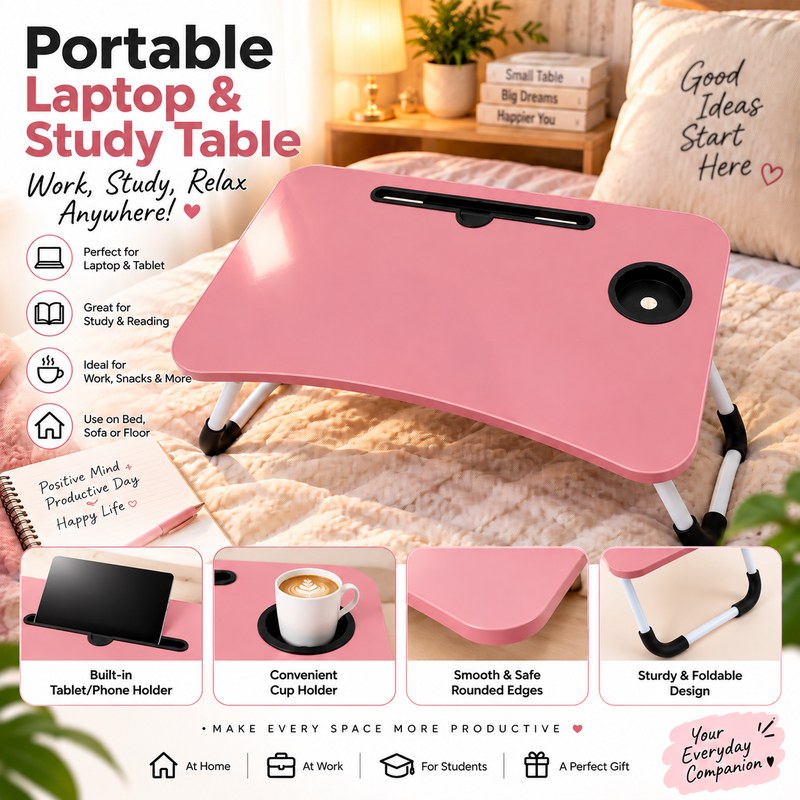 Portable
Laptop &
Study Table
Work, Study, Relax
Anywhere!
Perfect for
Laptop & Tablet
Great for
Study & Reading
Ideal for
Work, Snacks & More
Use on Bed,
Sofa or Floor
Small Table
Big Dreams
Happier You
Good
Ideas
Start
Here
Positive Mind
Productive Day
Happy Life
Built-in
Tablet/Phone Holder
Convenient
Cup Holder
Smooth & Safe
Rounded Edges
Sturdy & Foldable
Design
• MAKE EVERY SPACE MORE PRODUCTIVE
At Home
At Work
For Students
A Perfect Gift
Your
Everyday
Companion